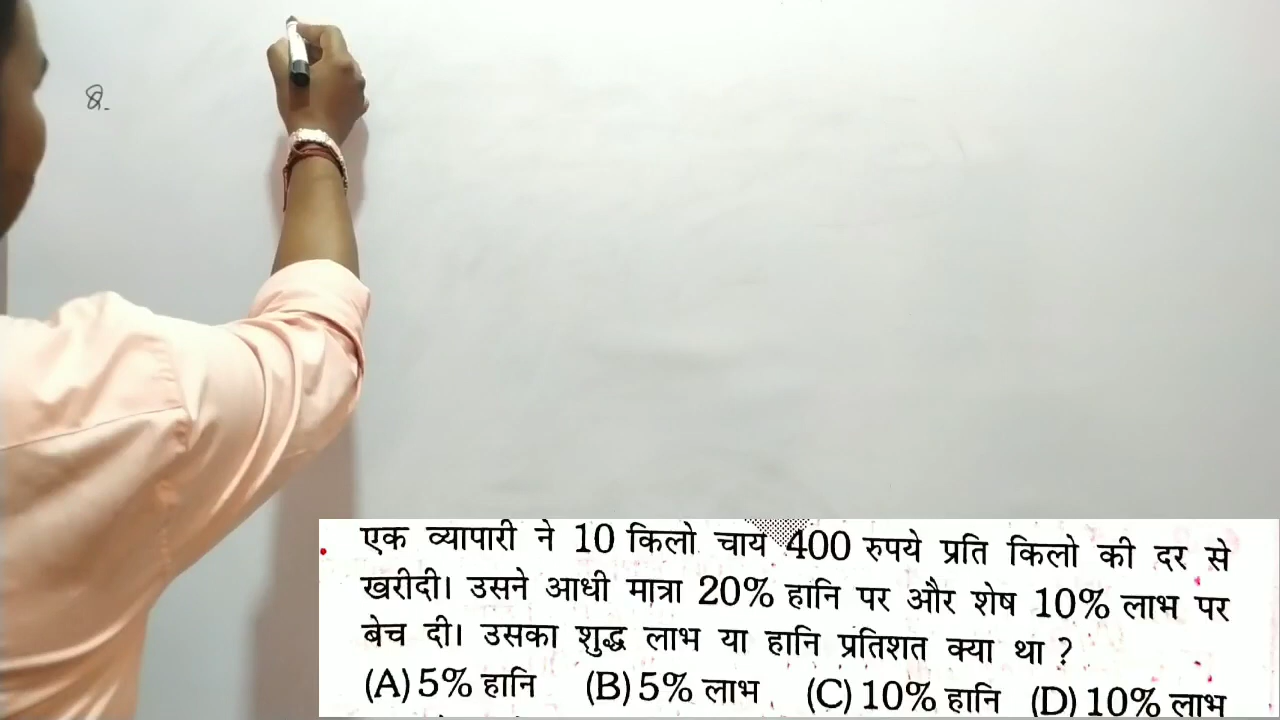 Q.
एक व्यापारी ने 10 किलो चाय 400 रुपये प्रति किलो की दर से
खरीदी। उसने आधी मात्रा 20% हानि पर और शेष 10% लाभ पर
बेच दी। उसका शुद्ध लाभ या हानि प्रतिशत क्या था ?
(A) 5% हानि (B) 5% लाभ (C) 10% हानि (D) 10% लाभ